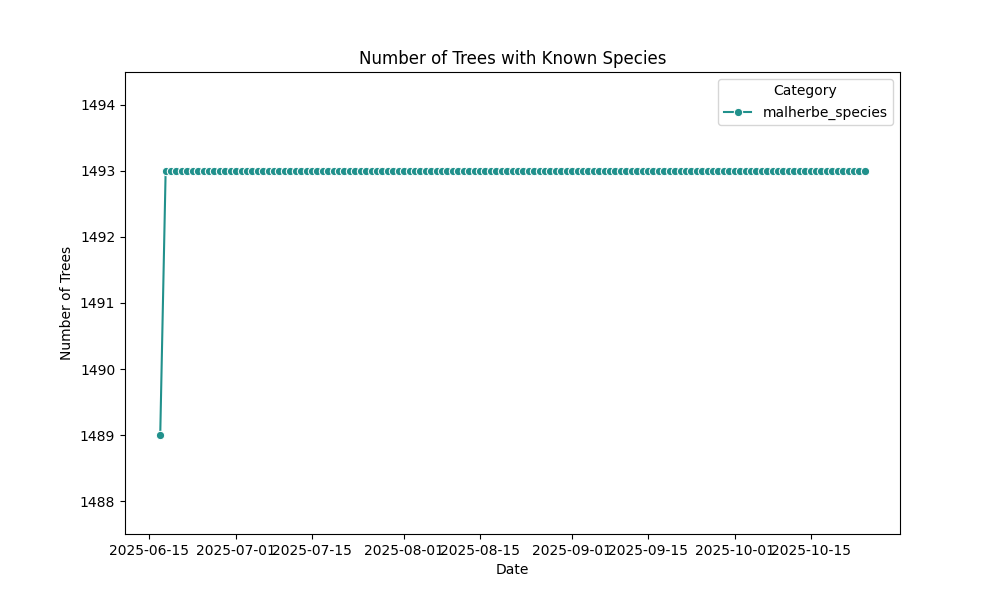 Number of Trees with Known Species
Category
malherbe_species
1494
1493
1492
1491
1490
1489
1488
Number of Trees
2025-06-15 2025-07-01 2025-07-15 2025-08-01 2025-08-15 2025-09-01 2025-09-15 2025-10-01 2025-10-15
Date